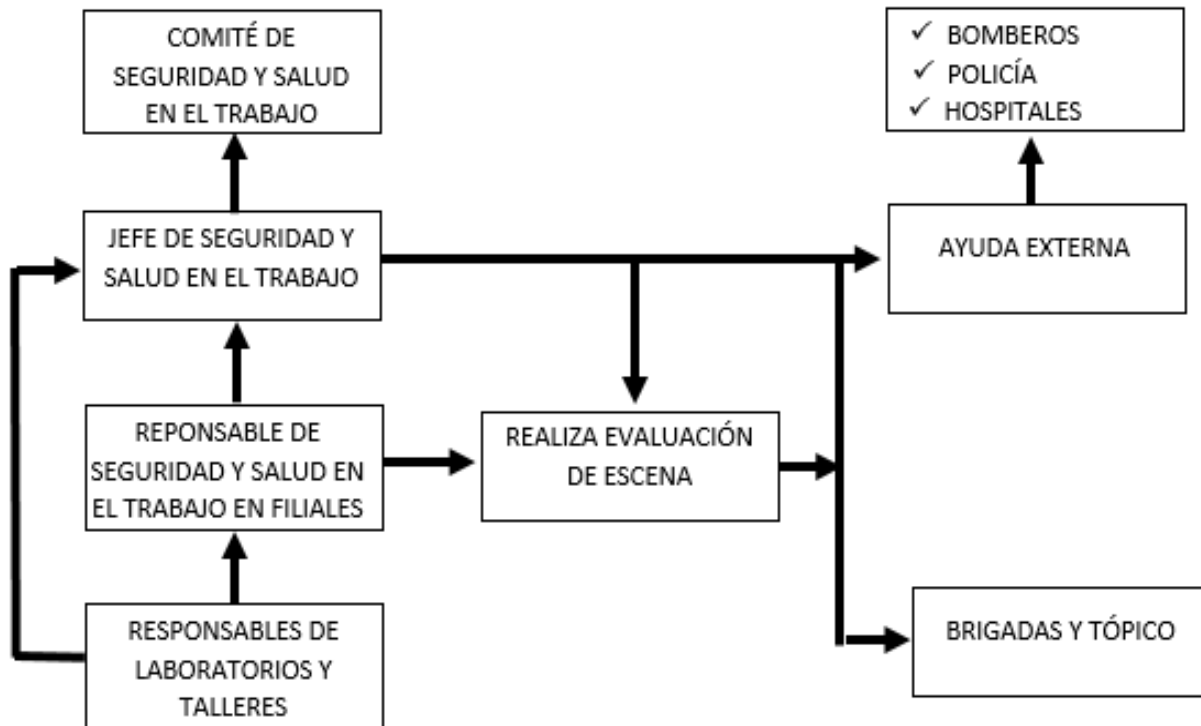 COMITÉ DE
SEGURIDAD Y SALUD
EN EL TRABAJO
✓ BOMBEROS
✓ POLICÍA
✓ HOSPITALES
JEFE DE SEGURIDAD Y
SALUD EN EL TRABAJO
AYUDA EXTERNA
REPONSABLE DE
SEGURIDAD Y SALUD EN
EL TRABAJO EN FILIALES
REALIZA EVALUACIÓN
DE ESCENA
RESPONSABLES DE
LABORATORIOS Y
TALLERES
BRIGADAS Y TÓPICO